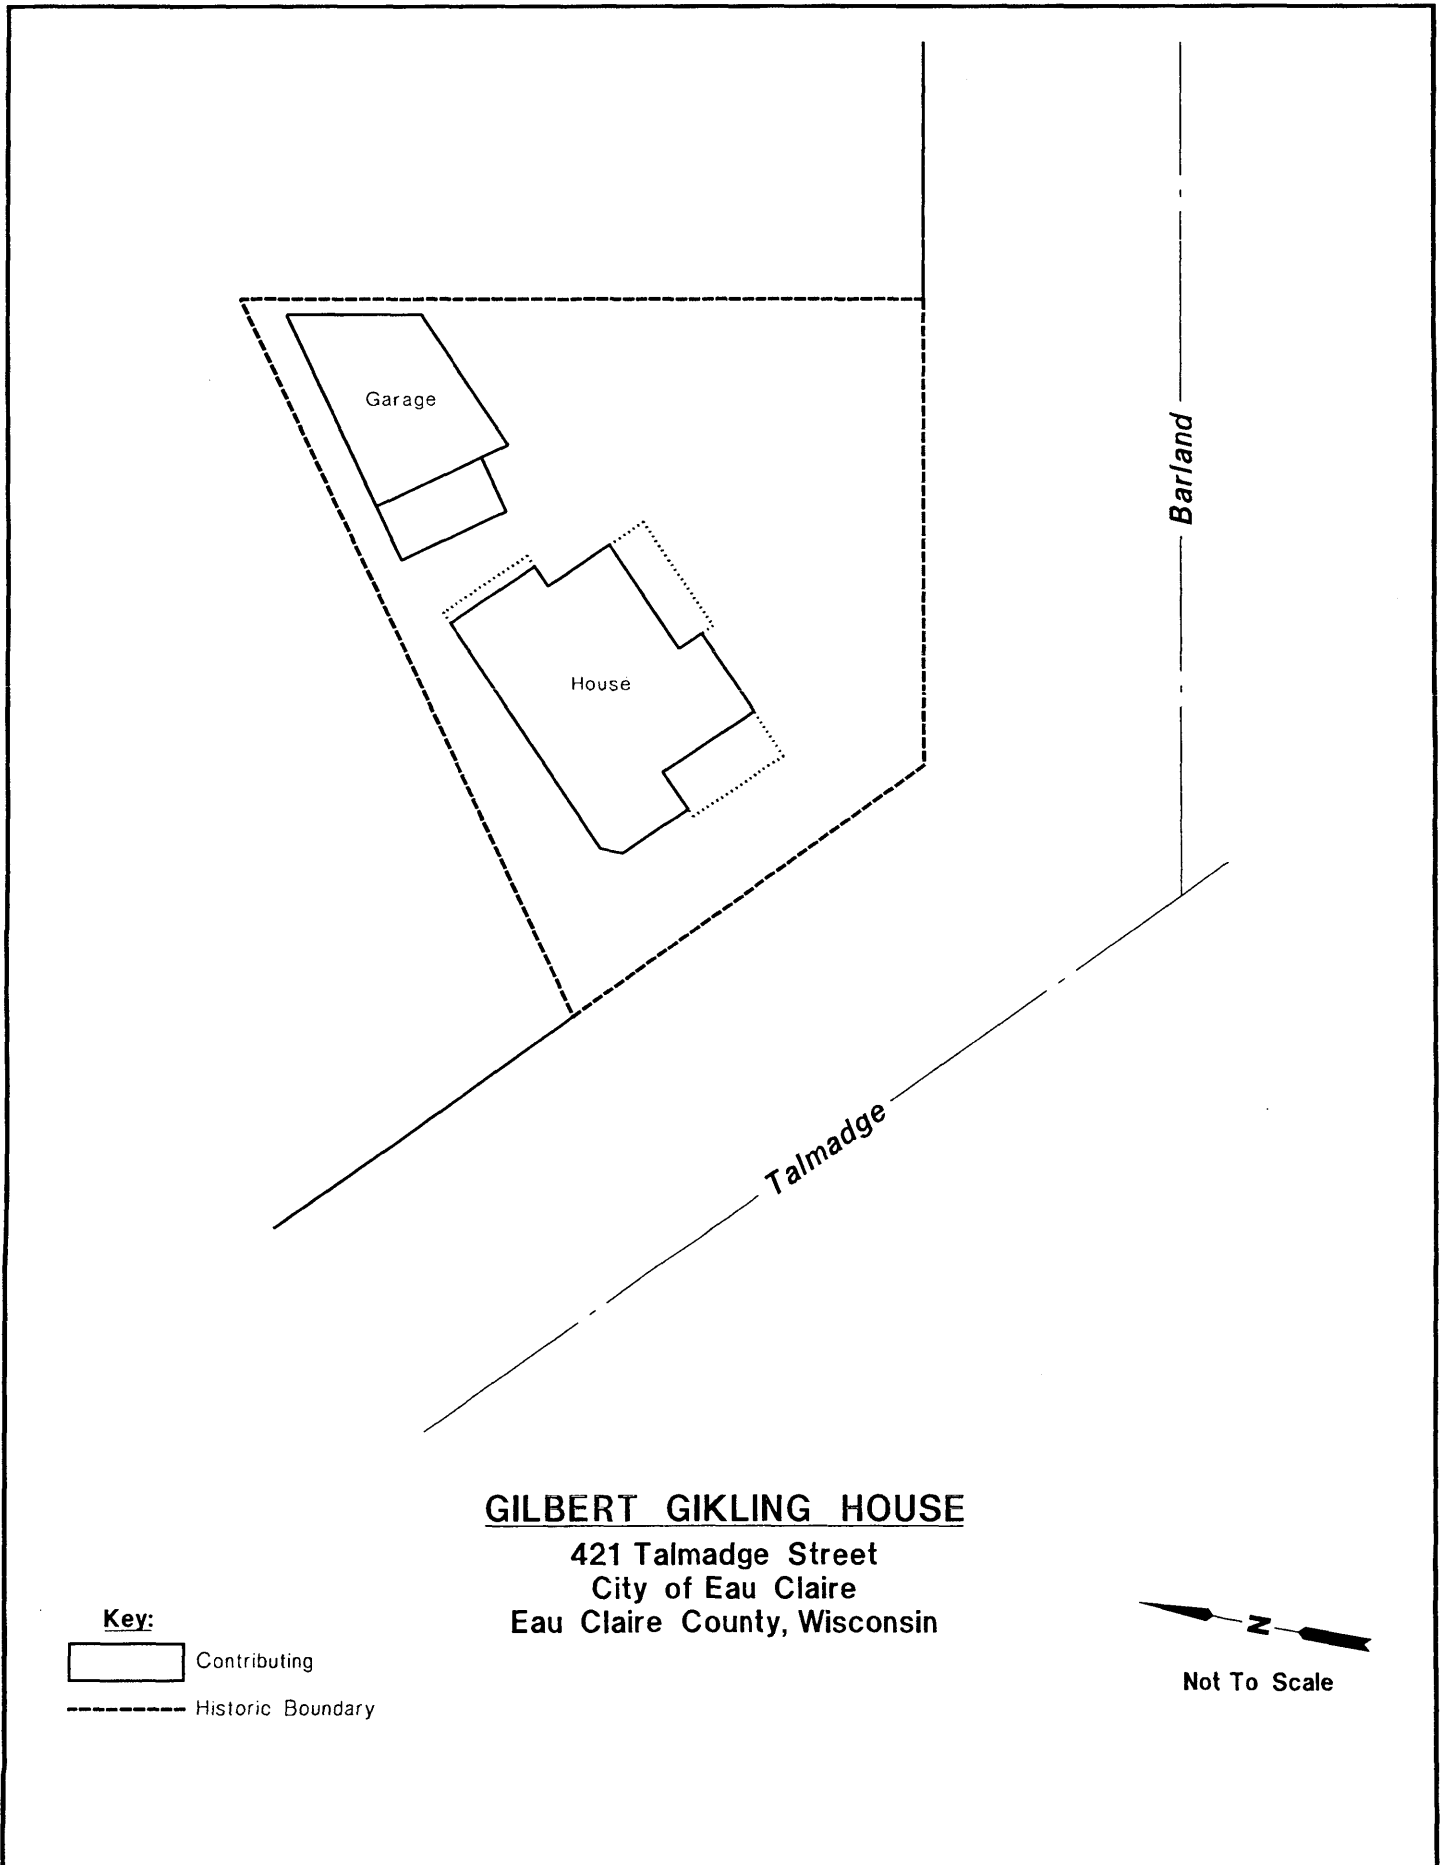 Garage
Barland
House
Talmadge
GILBERT GIKLING HOUSE
421 Talmadge Street
City of Eau Claire
Eau Claire County, Wisconsin
Key:
Contributing
Historic Boundary
N
Not To Scale